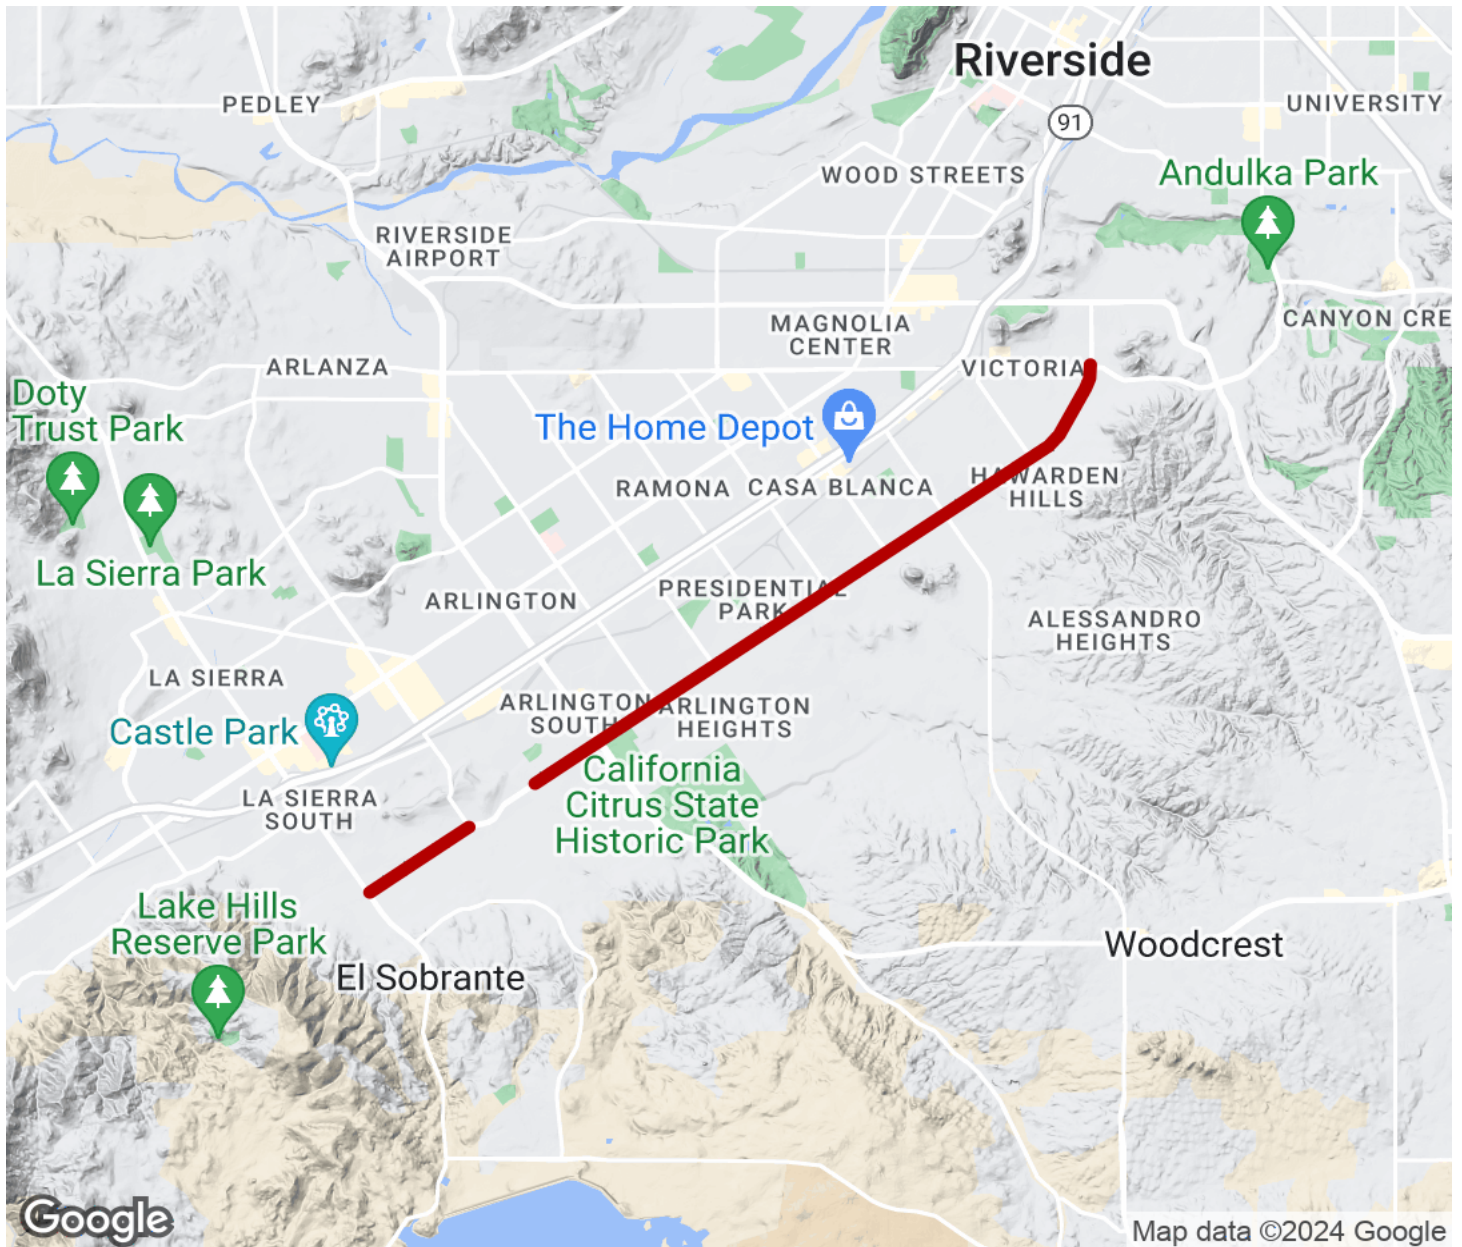 Riverside
PEDLEY
UNIVERSITY
91
WOOD STREETS
Andulka Park
RIVERSIDE
AIRPORT
MAGNOLIA
CENTER
CANYON CRE
ARLANZA
VICTORIA
Doty
Trust Park
The Home Depot
RAMONA
CASA BLANCA
HAWARDEN
HILLS
La Sierra Park
ARLINGTON
PRESIDENTIAL
PARK
ALESSANDRO
HEIGHTS
LA SIERRA
Castle Park
ARLINGTON
SOUTH
ARLINGTON
HEIGHTS
LA SIERRA
SOUTH
California
Citrus State
Historic Park
Lake Hills
Reserve Park
El Sobrante
Woodcrest
Google
Map data ©2024 Google